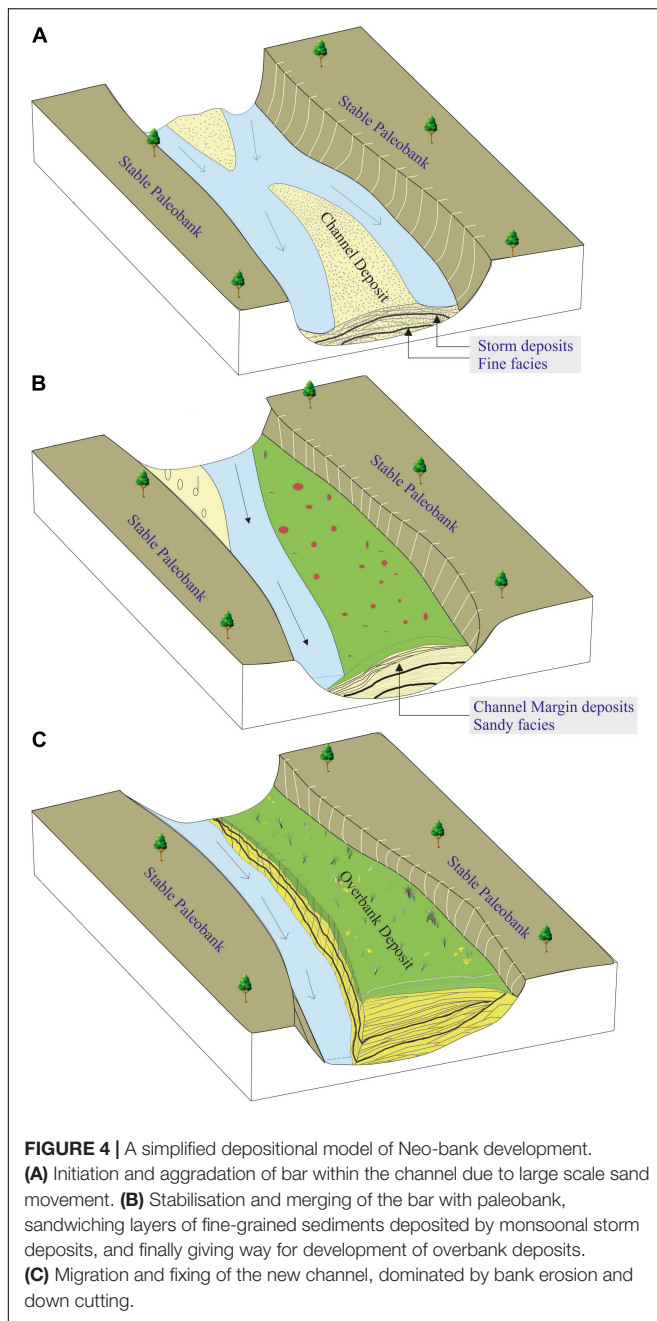 A
Stable Paleobank
Stable Paleobank
Channel Deposit
Storm deposits
Fine facies
B
Stable Paleobank
Stable Paleobank
Channel Margin deposits
Sandy facies
C
Stable Paleobank
Stable Paleobank
Overbank Deposit
FIGURE 4 | A simplified depositional model of Neo-bank development.
(A) Initiation and aggradation of bar within the channel due to large scale sand
movement. (B) Stabilisation and merging of the bar with paleobank,
sandwiching layers of fine-grained sediments deposited by monsoonal storm
deposits, and finally giving way for development of overbank deposits.
(C) Migration and fixing of the new channel, dominated by bank erosion and
down cutting.